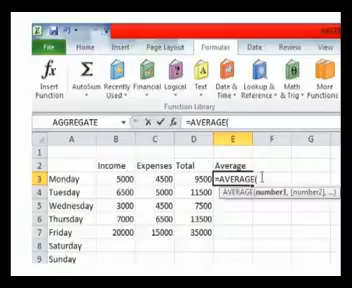 File Home Insert Page Layout Formulas Data Review View
fx Σ A
Insert Function AutoSum Recently Used Financial Logical Text Date & Time Lookup & Reference Math & Trig More Functions
Function Library
AGGREGATE fx =AVERAGE(
A B C D E F G
1
2 Income Expenses Total Average
3 Monday 5000 4500 9500 =AVERAGE(
4 Tuesday 6500 5000 11500 AVERAGE(number1, [number2], ...)
5 Wednesday 3000 4500 7500
6 Thursday 7000 6500 13500
7 Friday 20000 15000 35000
8 Saturday
9 Sunday